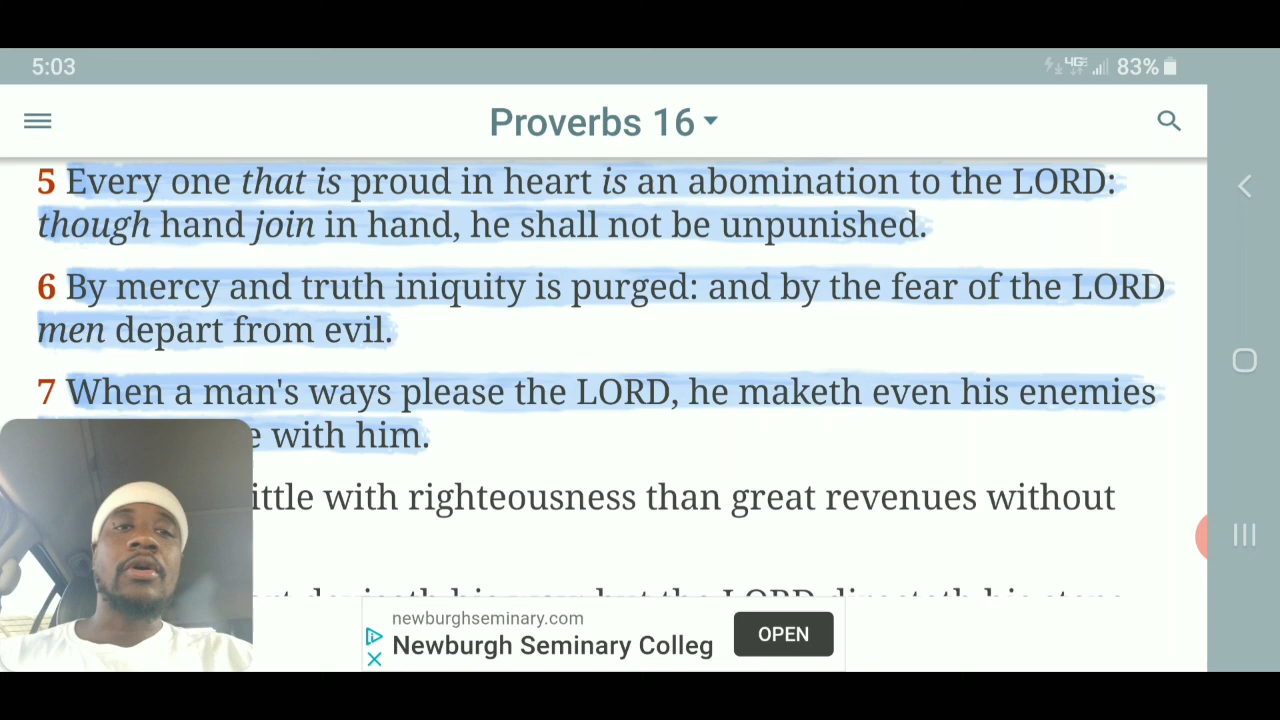 5:03
4GE
83%
Proverbs 16
5 Every one that is proud in heart is an abomination to the LORD:
though hand join in hand, he shall not be unpunished.
6 By mercy and truth iniquity is purged: and by the fear of the LORD
men depart from evil.
7 When a man's ways please the LORD, he maketh even his enemies
with him.
with righteousness than great revenues without
newburghseminary.com
Newburgh Seminary Colleg
OPEN